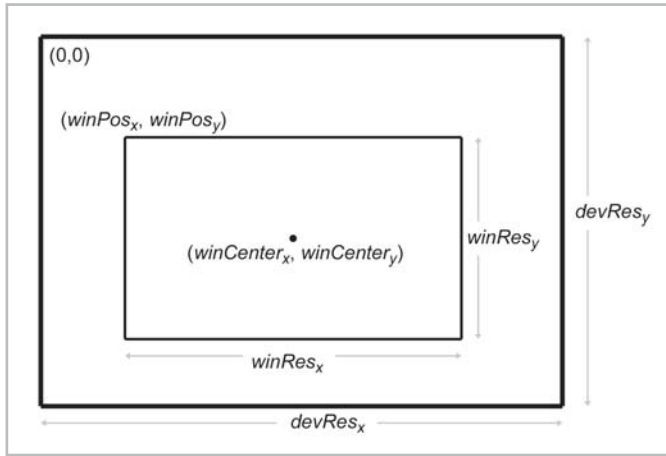 (0,0)
(winPosx, winPosy)
(winCenterx, winCentery)
winResy
devResy
winResx
devResx